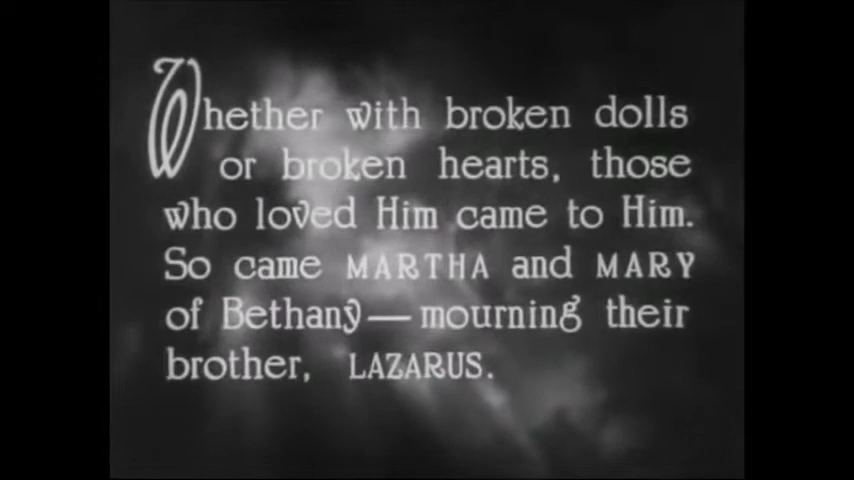 Whether with broken dolls
or broken hearts, those
who loved Him came to Him.
So came MARTHA and MARY
of Bethany — mourning their
brother, LAZARUS.